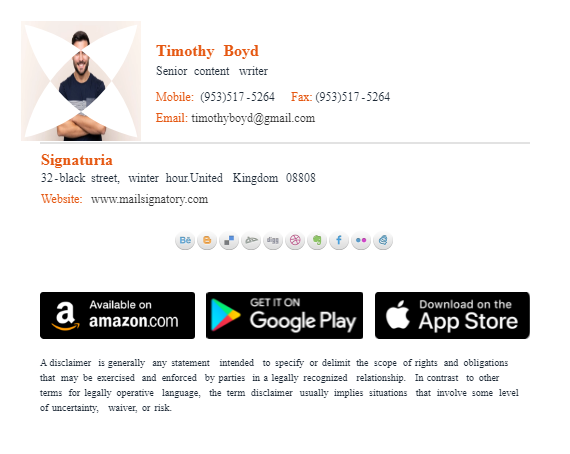 Timothy Boyd
Senior content writer
Mobile: (953)517-5264 Fax: (953)517-5264
Email: timothyboyd@gmail.com
Signaturia
32-black street, winter hour.United Kingdom 08808
Website: www.mailsignatory.com
Bē
digg
f
Available on
amazon.com
GET IT ON
Google Play
Download on the
App Store
A disclaimer is generally any statement intended to specify or delimit the scope of rights and obligations
that may be exercised and enforced by parties in a legally recognized relationship. In contrast to other
terms for legally operative language, the term disclaimer usually implies situations that involve some level
of uncertainty, waiver, or risk.